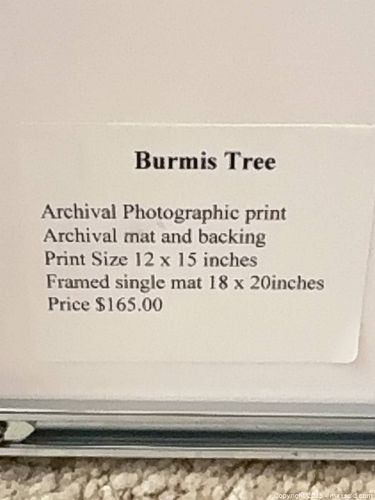 Burmis Tree
Archival Photographic print
Archival mat and backing
Print Size 12 x 15 inches
Framed single mat 18 x 20inches
Price $165.00